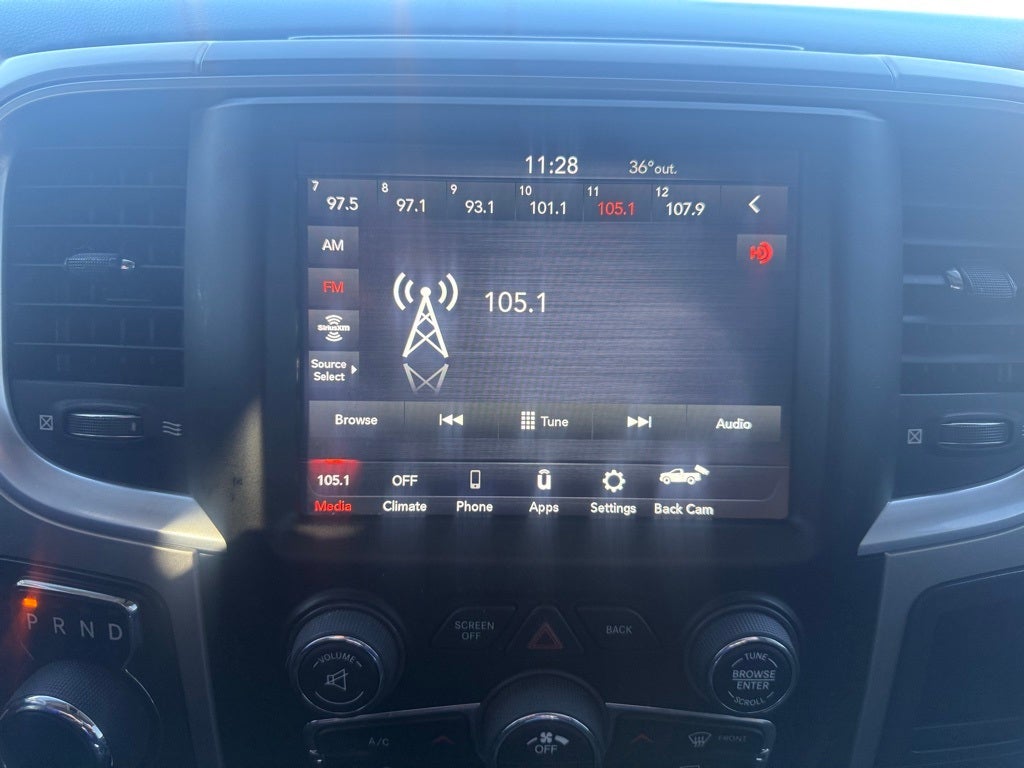 11:28 36° out.
7 8 9 10 11 12
97.5 97.1 93.1 101.1 105.1 107.9
AM
HD
FM
105.1
SiriusXM
Source
Select
Browse Tune Audio
105.1 OFF
Media Climate Phone Apps Settings Back Cam
P R N D
SCREEN
OFF
BACK
VOLUME
TUNE
BROWSE
ENTER
SCROLL
A/C
OFF
FRONT